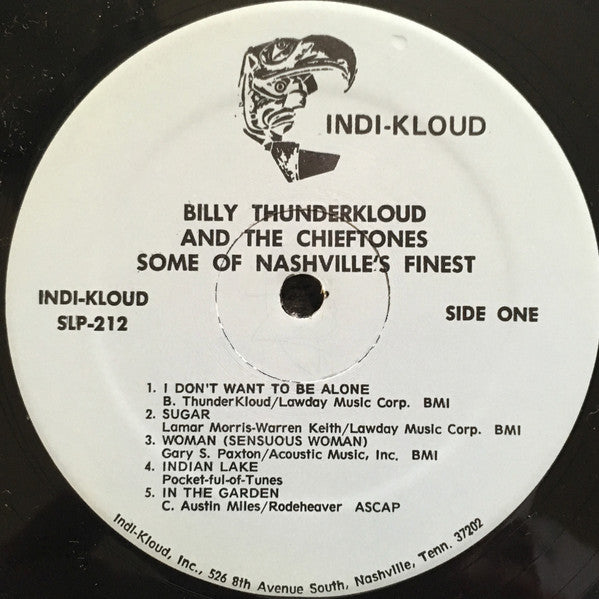 INDI-KLOUD
BILLY THUNDERKLOUD
AND THE CHIEFTONES
SOME OF NASHVILLE'S FINEST
INDI-KLOUD
SLP-212
SIDE ONE
1. I DON'T WANT TO BE ALONE
B. ThunderKloud/Lawday Music Corp. BMI
2. SUGAR
Lamar Morris-Warren Keith/Lawday Music Corp. BMI
3. WOMAN (SENSUOUS WOMAN)
Gary S. Paxton/Acoustic Music, Inc. BMI
4. INDIAN LAKE
Pocket-ful-of-Tunes
5. IN THE GARDEN
C. Austin Miles/Rodeheaver ASCAP
Indi-Kloud, Inc., 526 8th Avenue South, Nashville, Tenn. 37202